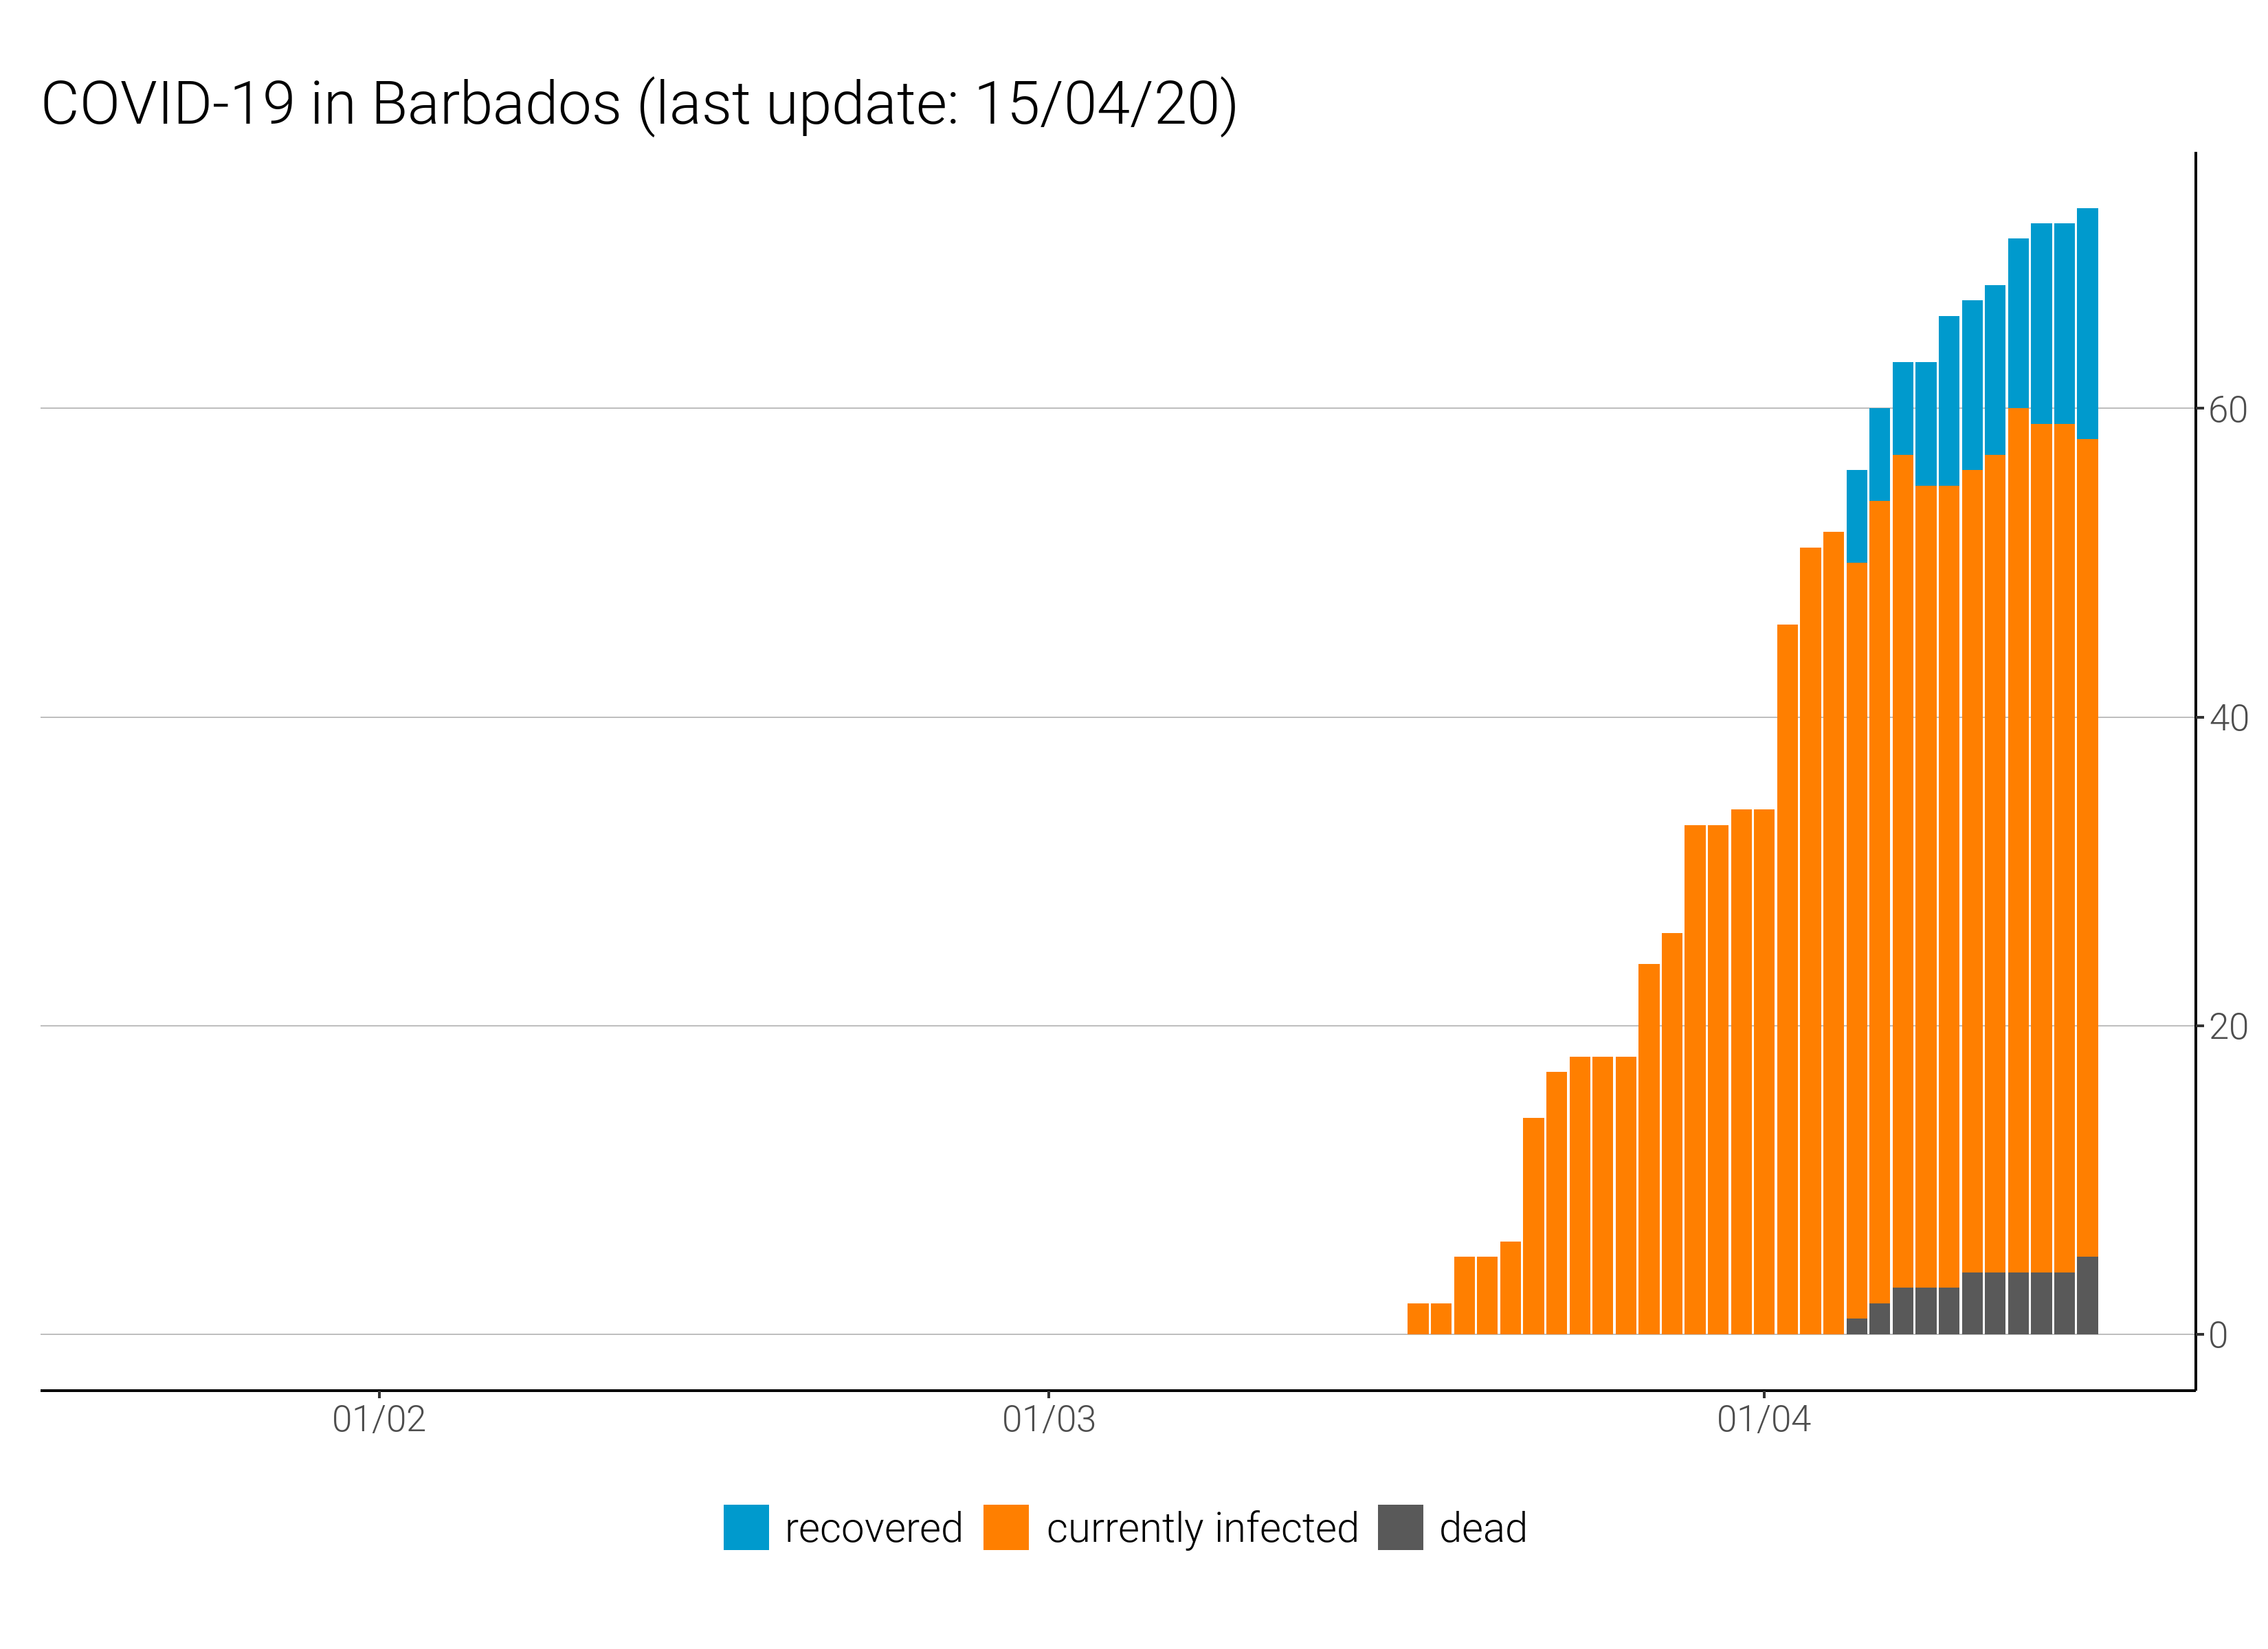 COVID-19 in Barbados (last update: 15/04/20)
60
40
20
0
01/02 01/03 01/04
recovered currently infected dead